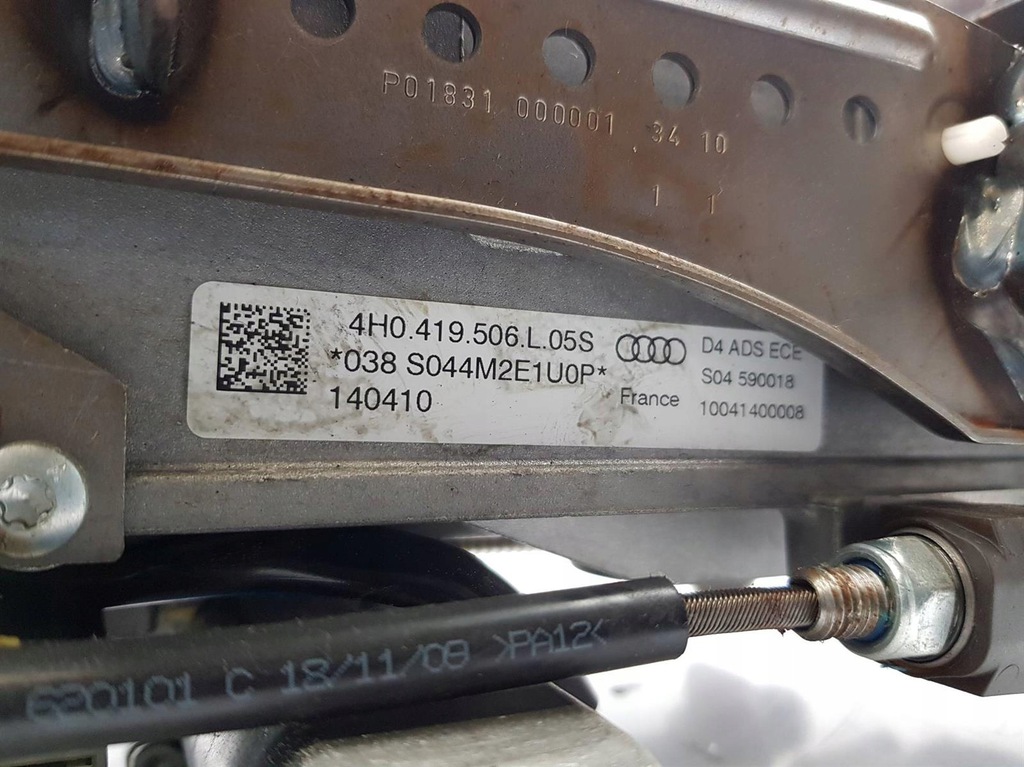 P01831 000001 34 10
1 1
4H0.419.506.L.05S
*038 S044M2E1U0P*
140410
France
D4 ADS ECE
S04 590018
10041400008
620101 C 18/11/08 >PA12<